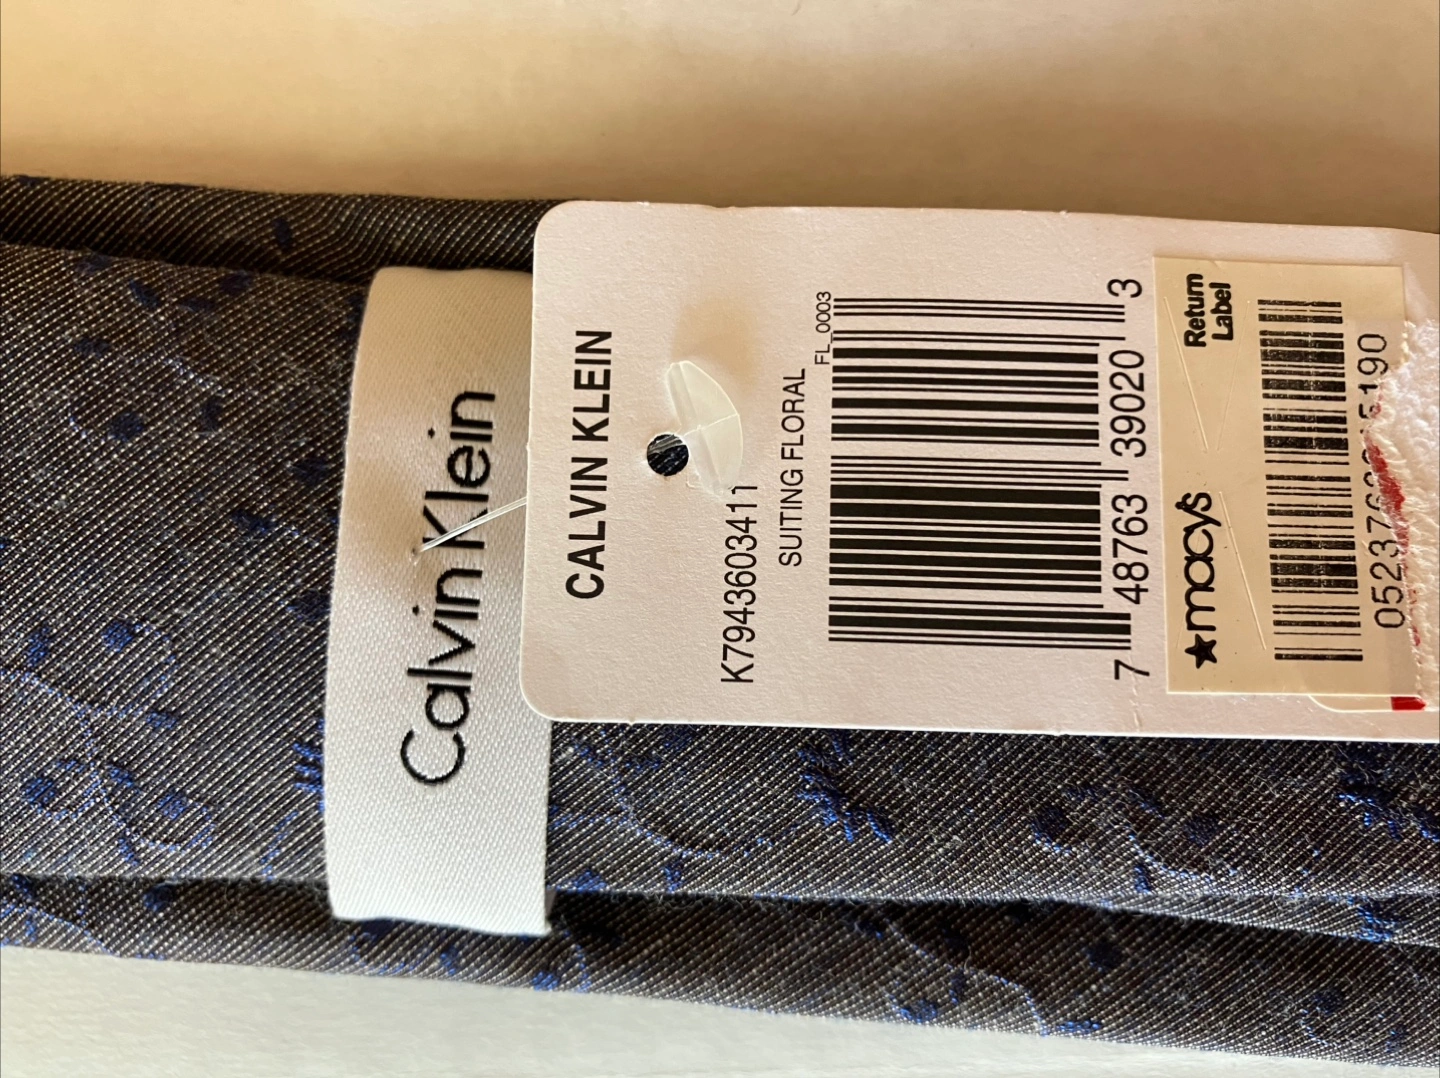 Calvin Klein
CALVIN KLEIN
K7943603411
SUITING FLORAL
FL_0003
7 48763 39020 3
★macy's
Return
Label